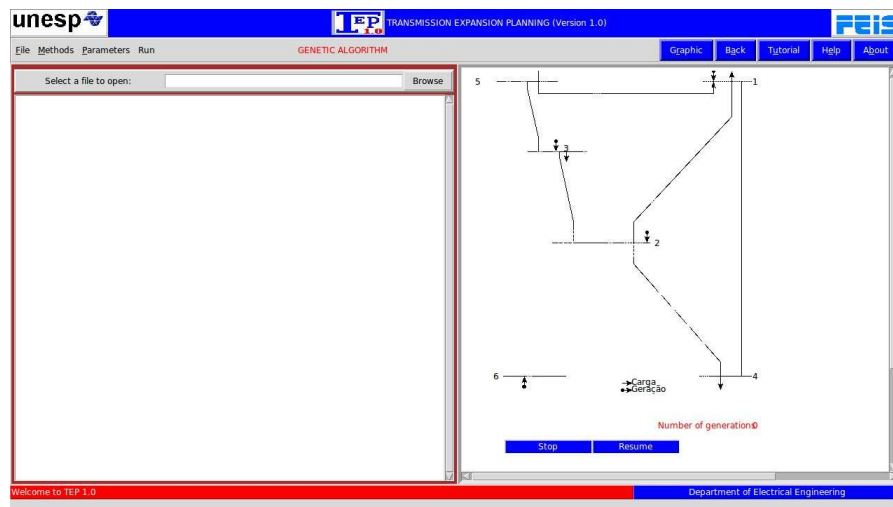 unesp
TEP 1.0
TRANSMISSION EXPANSION PLANNING (Version 1.0)
FEIS
File Methods Parameters Run
GENETIC ALGORITHM
Graphic Back Tutorial Help About
Select a file to open:
Browse
5
1
3
2
6
4
Carga
Geração
Number of generations0
Stop Resume
Welcome to TEP 1.0
Department of Electrical Engineering